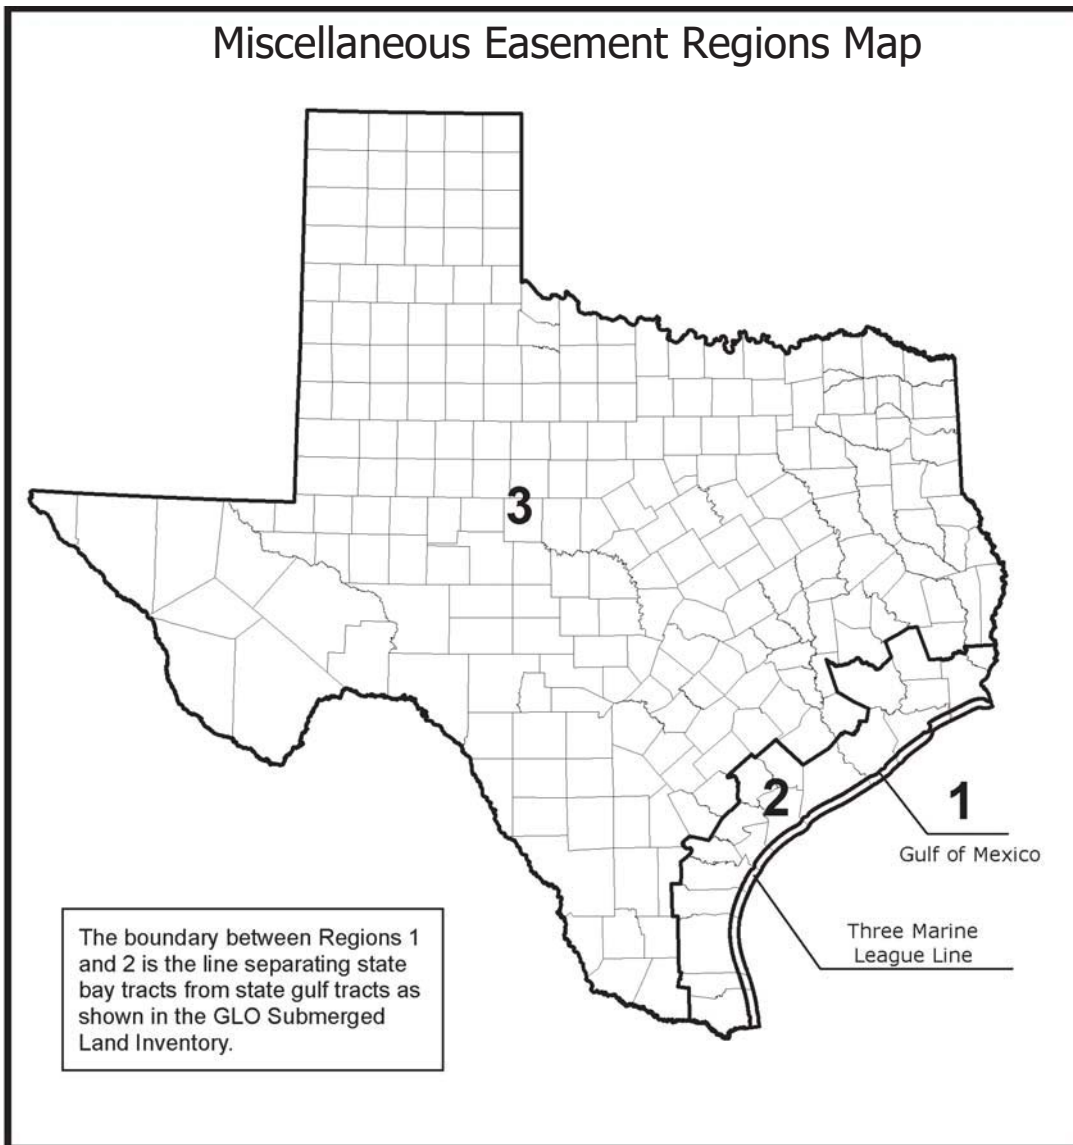 Miscellaneous Easement Regions Map
3
2
1
Gulf of Mexico
Three Marine
League Line
The boundary between Regions 1
and 2 is the line separating state
bay tracts from state gulf tracts as
shown in the GLO Submerged
Land Inventory.